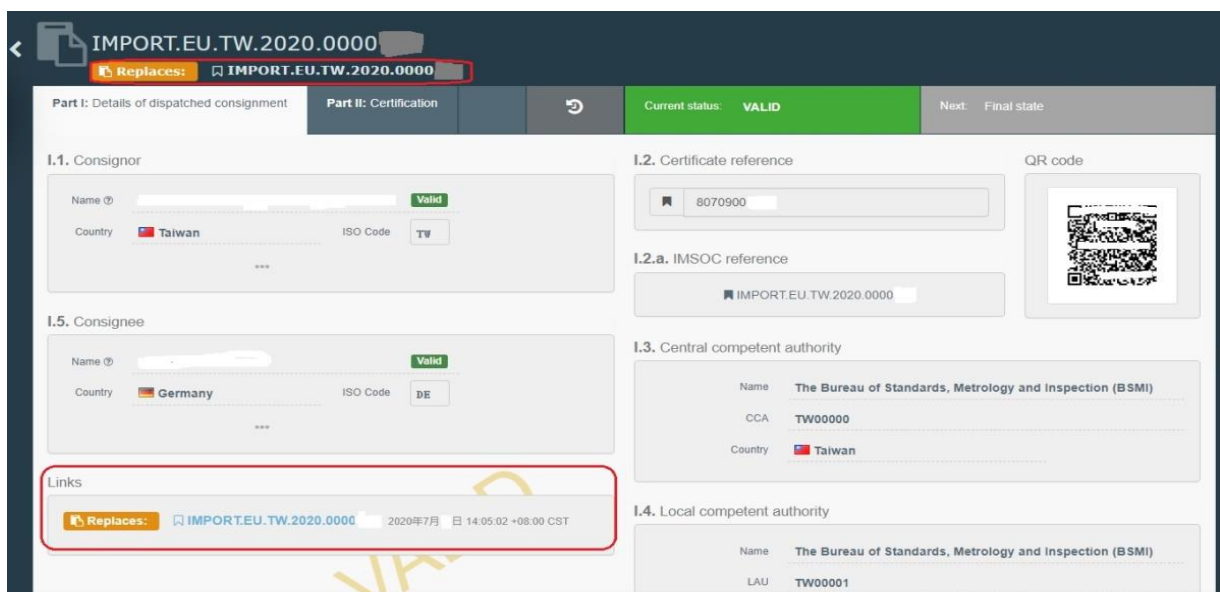 IMPORT.EU.TW.2020.0000
Replaces: IMPORT.EU.TW.2020.0000
Part I: Details of dispatched consignment
Part II: Certification
Current status: VALID
Next: Final state
I.1. Consignor
Name
Valid
Country Taiwan ISO Code TW
I.5. Consignee
Name
Valid
Country Germany ISO Code DE
Links
Replaces: IMPORT.EU.TW.2020.0000 2020年7月 日 14:05:02 +08:00 CST
VALID
I.2. Certificate reference
8070900
QR code
I.2.a. IMSOC reference
IMPORT.EU.TW.2020.0000
I.3. Central competent authority
Name The Bureau of Standards, Metrology and Inspection (BSMI)
CCA TW00000
Country Taiwan
I.4. Local competent authority
Name The Bureau of Standards, Metrology and Inspection (BSMI)
LAU TW00001